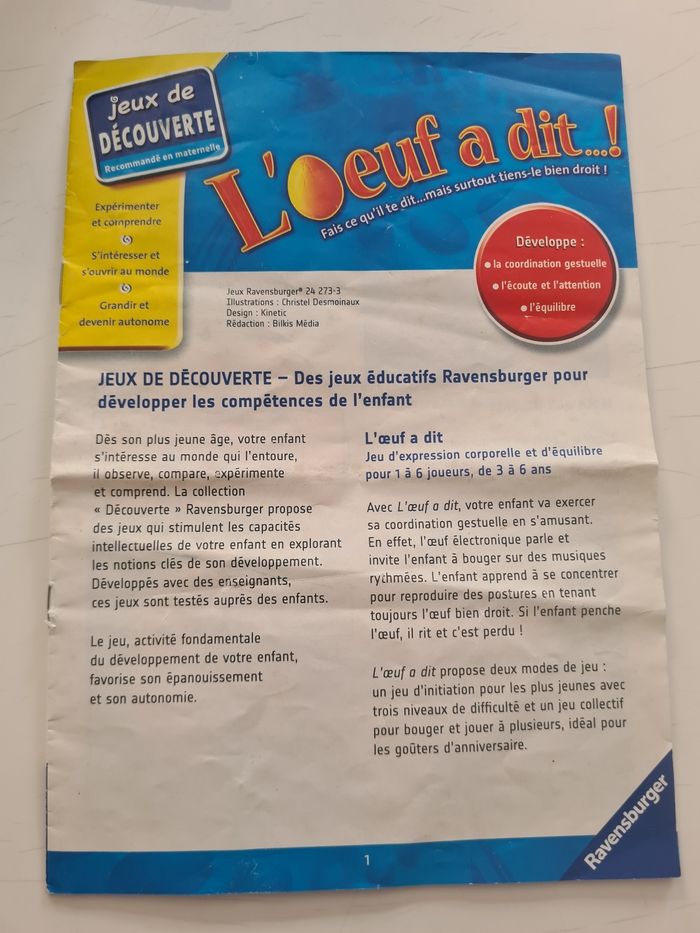 jeux de
DÉCOUVERTE
Recommandé en maternelle
L'oeuf a dit...!
Fais ce qu'il te dit...mais surtout tiens-le bien droit !
Expérimenter
et comprendre
S'intéresser et
s'ouvrir au monde
Grandir et
devenir autonome
Développe :
• la coordination gestuelle
• l'écoute et l'attention
• l'équilibre
Jeux Ravensburger® 24 273-3
Illustrations : Christel Desmoinaux
Design : Kinetic
Rédaction : Bilkis Média
JEUX DE DÉCOUVERTE – Des jeux éducatifs Ravensburger pour
développer les compétences de l'enfant
Dès son plus jeune âge, votre enfant
s'intéresse au monde qui l'entoure,
il observe, compare, expérimente
et comprend. La collection
« Découverte » Ravensburger propose
des jeux qui stimulent les capacités
intellectuelles de votre enfant en explorant
les notions clés de son développement.
Développés avec des enseignants,
ces jeux sont testés auprès des enfants.
Le jeu, activité fondamentale
du développement de votre enfant,
favorise son épanouissement
et son autonomie.
L'œuf a dit
Jeu d'expression corporelle et d'équilibre
pour 1 à 6 joueurs, de 3 à 6 ans
Avec L'œuf a dit, votre enfant va exercer
sa coordination gestuelle en s'amusant.
En effet, l'œuf électronique parle et
invite l'enfant à bouger sur des musiques
rythmées. L'enfant apprend à se concentrer
pour reproduire des postures en tenant
toujours l'œuf bien droit. Si l'enfant penche
l'œuf, il rit et c'est perdu !
L'œuf a dit propose deux modes de jeu :
un jeu d'initiation pour les plus jeunes avec
trois niveaux de difficulté et un jeu collectif
pour bouger et jouer à plusieurs, idéal pour
les goûters d'anniversaire.
Ravensburger
1